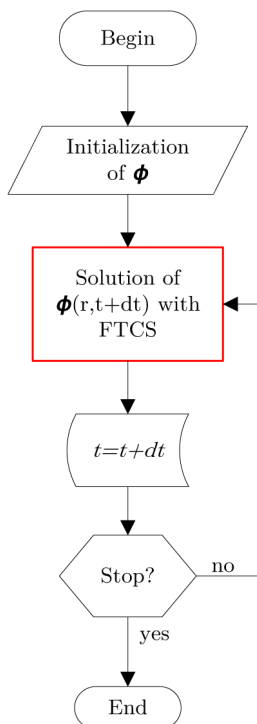 Begin
Initialization
of ϕ
Solution of
ϕ(r,t+dt) with
FTCS
t=t+dt
Stop?
no
yes
End